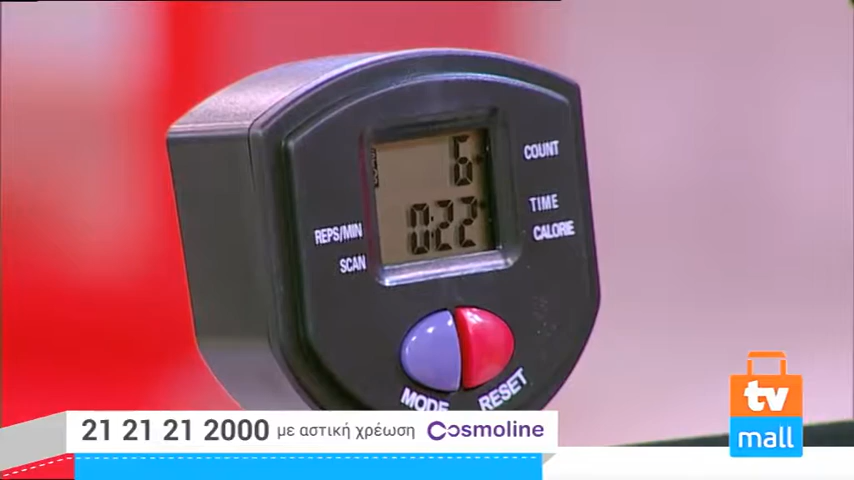 6
COUNT
0:22
TIME
REPS/MIN
CALORIE
SCAN
MODE
RESET
21 21 21 2000 με αστική χρέωση Cosmoline
tv
mall